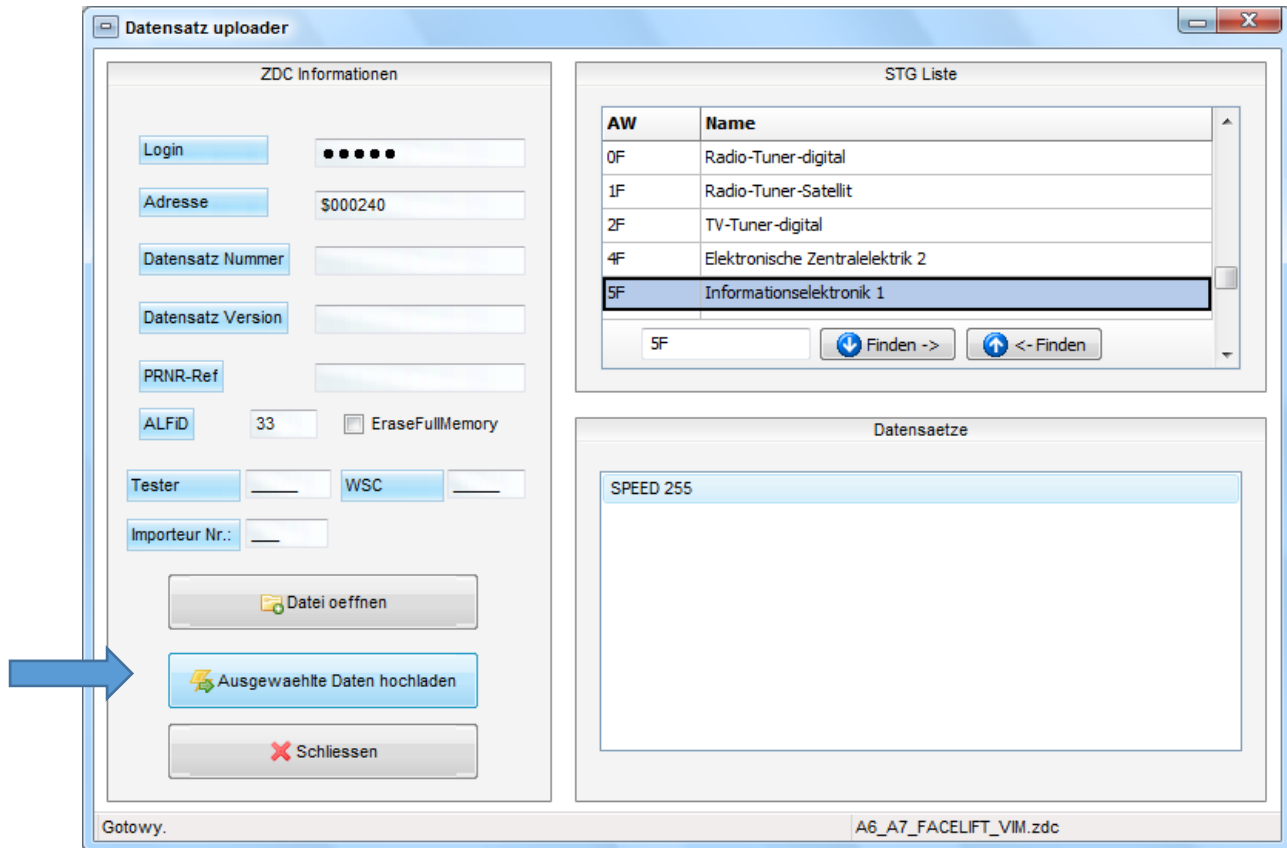 Datensatz uploader
ZDC Informationen
Login
●●●●●
Adresse
$000240
Datensatz Nummer
Datensatz Version
PRNR-Ref
ALFiD
33
EraseFullMemory
Tester
_____
WSC
_____
Importeur Nr.:
___
Datei oeffnen
Ausgewaehlte Daten hochladen
Schliessen
STG Liste
AW Name
0F Radio-Tuner-digital
1F Radio-Tuner-Satellit
2F TV-Tuner-digital
4F Elektronische Zentralelektrik 2
5F Informationselektronik 1
5F
Finden ->
<- Finden
Datensaetze
SPEED 255
Gotowy.
A6_A7_FACELIFT_VIM.zdc